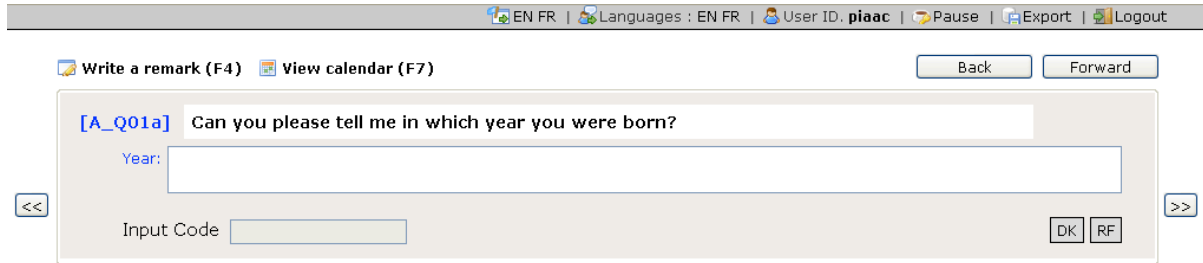 EN FR | Languages : EN FR | User ID. piaac | Pause | Export | Logout
Write a remark (F4) View calendar (F7) Back Forward
[A_Q01a] Can you please tell me in which year you were born?
Year:
<< >>
Input Code DK RF